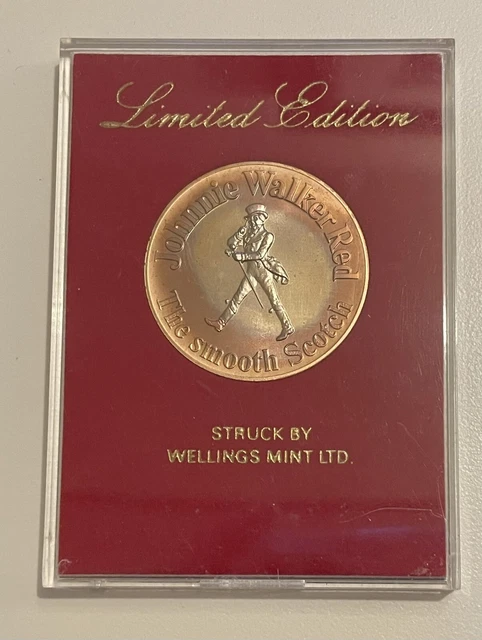 Limited Edition
Johnnie Walker Red
The smooth Scotch
STRUCK BY
WELLINGS MINT LTD.